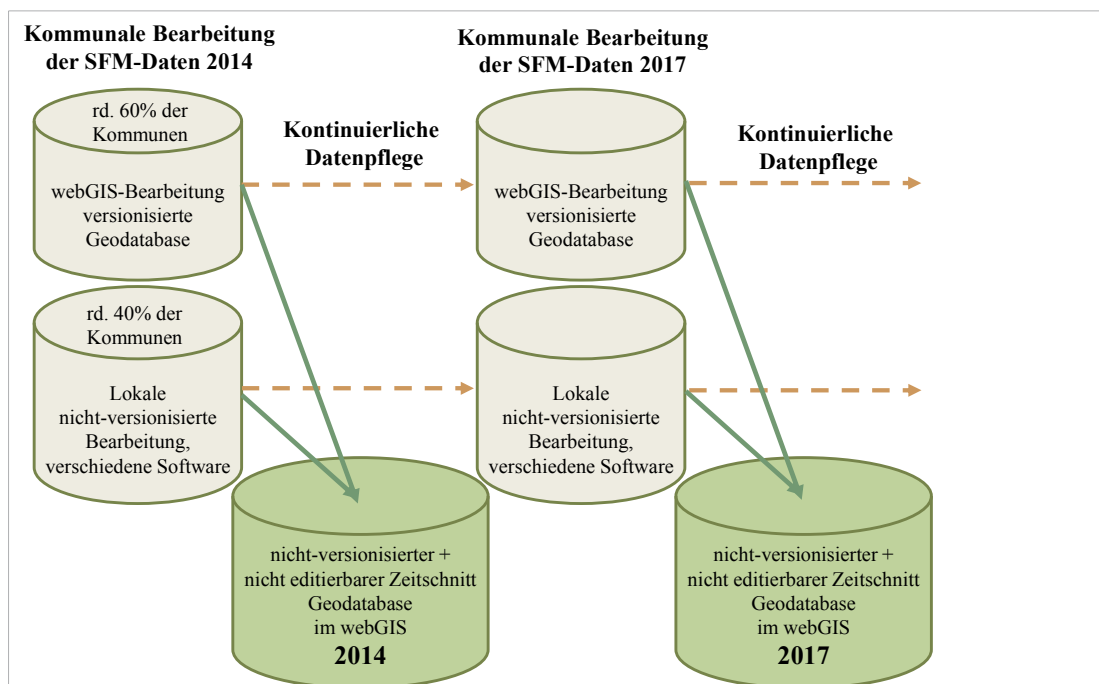 Kommunale Bearbeitung
der SFM-Daten 2014
rd. 60% der
Kommunen
webGIS-Bearbeitung
versionisierte
Geodatabase
Kontinuierliche
Datenpflege
rd. 40% der
Kommunen
Lokale
nicht-versionisierte
Bearbeitung,
verschiedene Software
nicht-versionisierter +
nicht editierbarer Zeitschnitt
Geodatabase
im webGIS
2014
Kommunale Bearbeitung
der SFM-Daten 2017
webGIS-Bearbeitung
versionisierte
Geodatabase
Kontinuierliche
Datenpflege
Lokale
nicht-versionisierte
Bearbeitung,
verschiedene Software
nicht-versionisierter +
nicht editierbarer Zeitschnitt
Geodatabase
im webGIS
2017